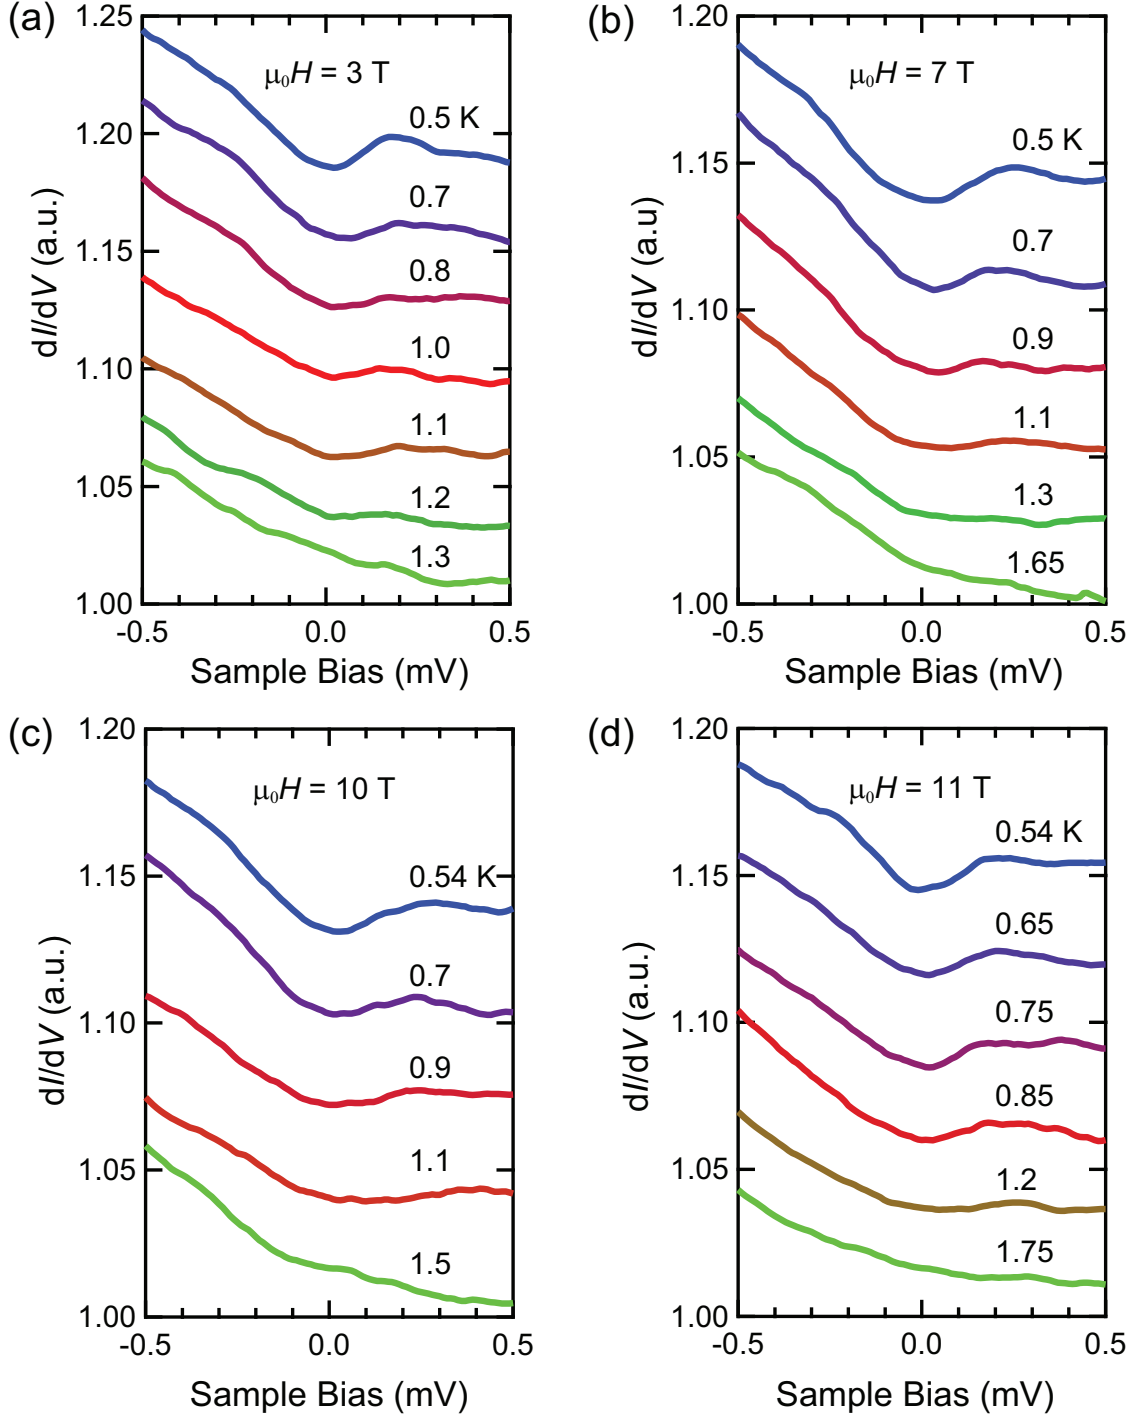 (a)
μ₀H = 3 T
1.25
1.20
1.15
1.10
1.05
1.00
dI/dV (a.u.)
0.5 K
0.7
0.8
1.0
1.1
1.2
1.3
-0.5
0.0
0.5
Sample Bias (mV)
(b)
μ₀H = 7 T
1.20
1.15
1.10
1.05
1.00
dI/dV (a.u)
0.5 K
0.7
0.9
1.1
1.3
1.65
-0.5
0.0
0.5
Sample Bias (mV)
(c)
μ₀H = 10 T
1.20
1.15
1.10
1.05
1.00
dI/dV (a.u.)
0.54 K
0.7
0.9
1.1
1.5
-0.5
0.0
0.5
Sample Bias (mV)
(d)
μ₀H = 11 T
1.20
1.15
1.10
1.05
1.00
dI/dV (a.u.)
0.54 K
0.65
0.75
0.85
1.2
1.75
-0.5
0.0
0.5
Sample Bias (mV)